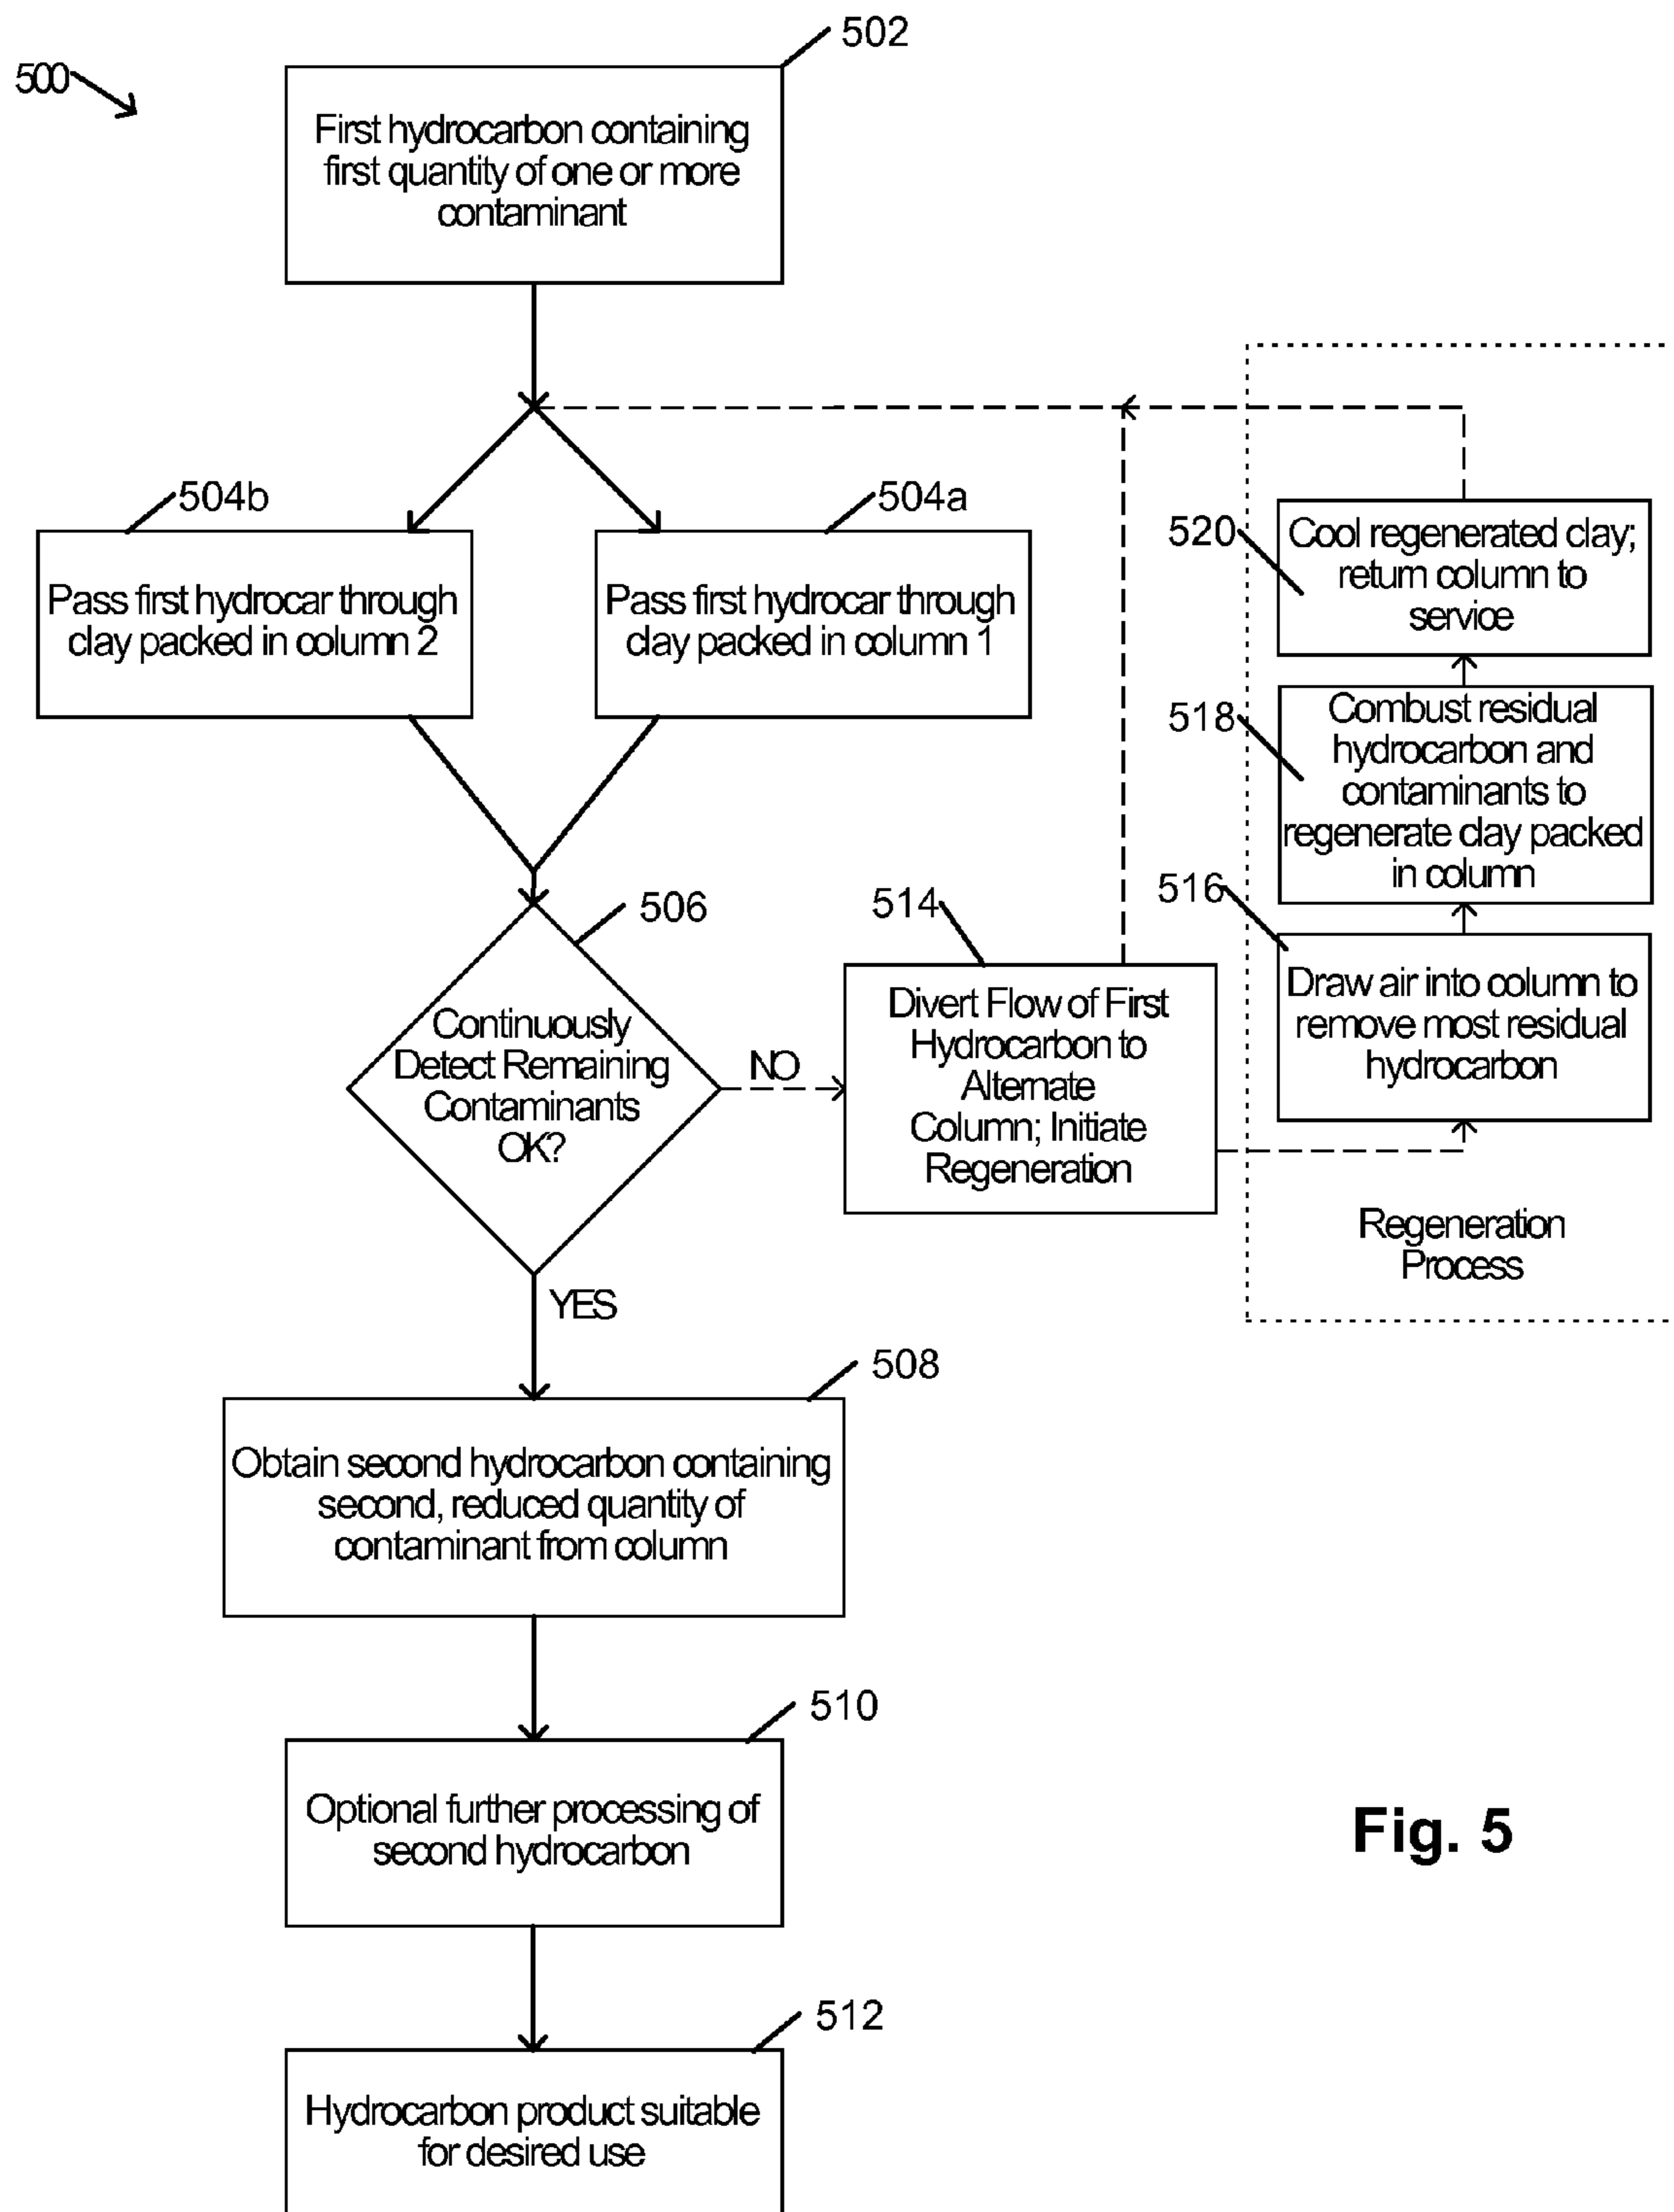 500
502
First hydrocarbon containing
first quantity of one or more
contaminant
504b
Pass first hydrocar through
clay packed in column 2
504a
Pass first hydrocar through
clay packed in column 1
506
Continuously
Detect Remaining
Contaminants
OK?
NO
YES
514
Divert Flow of First
Hydrocarbon to
Alternate
Column; Initiate
Regeneration
520
Cool regenerated clay;
return column to
service
518
Combust residual
hydrocarbon and
contaminants to
regenerate clay packed
in column
516
Draw air into column to
remove most residual
hydrocarbon
Regeneration
Process
508
Obtain second hydrocarbon containing
second, reduced quantity of
contaminant from column
510
Optional further processing of
second hydrocarbon
512
Hydrocarbon product suitable
for desired use
Fig. 5